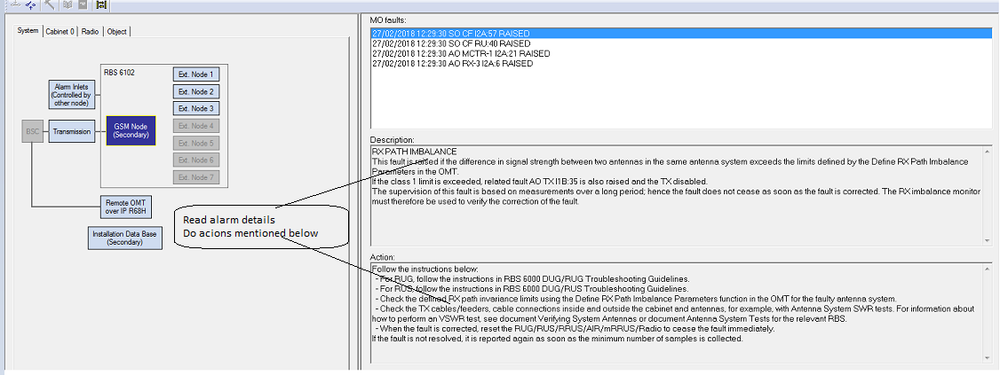 System
Cabinet 0
Radio
Object
RBS 6102
Alarm Inlets
(Controlled by
other node)
BSC
Transmission
GSM Node
(Secondary)
Ext. Node 1
Ext. Node 2
Ext. Node 3
Ext. Node 4
Ext. Node 5
Ext. Node 6
Ext. Node 7
Remote OMT
over IP R68H
Installation Data Base
(Secondary)
Read alarm details
Do acions mentioned below
MO faults:
27/02/2018 12:29:30 SO CF I2A:57 RAISED
27/02/2018 12:29:30 SO CF RU:40 RAISED
27/02/2018 12:29:30 AO MCTR-1 I2A:21 RAISED
27/02/2018 12:29:30 AO RX-3 I2A:6 RAISED
Description:
RX PATH IMBALANCE
This fault is raised if the difference in signal strength between two antennas in the same antenna system exceeds the limits defined by the Define RX Path Imbalance
Parameters in the OMT.
If the class 1 limit is exceeded, related fault AO TX I1B:35 is also raised and the TX disabled.
The supervision of this fault is based on measurements over a long period; hence the fault does not cease as soon as the fault is corrected. The RX imbalance monitor
must therefore be used to verify the correction of the fault.
Action:
Follow the instructions below:
- For RUG, follow the instructions in RBS 6000 DUG/RUG Troubleshooting Guidelines.
- For RUS, follow the instructions in RBS 6000 DUG/RUS Troubleshooting Guidelines.
- Check the defined RX path invariance limits using the Define RX Path Imbalance Parameters function in the OMT for the faulty antenna system.
- Check the TX cables/feeders, cable connections inside and outside the cabinet and antennas, for example, with Antenna System SWR tests. For information about
how to perform an VSWR test, see document Verifying System Antennas or document Antenna System Tests for the relevant RBS.
- When the fault is corrected, reset the RUG/RUS/RRUS/AIR/mRRUS/Radio to cease the fault immediately.
If the fault is not resolved, it is reported again as soon as the minimum number of samples is collected.